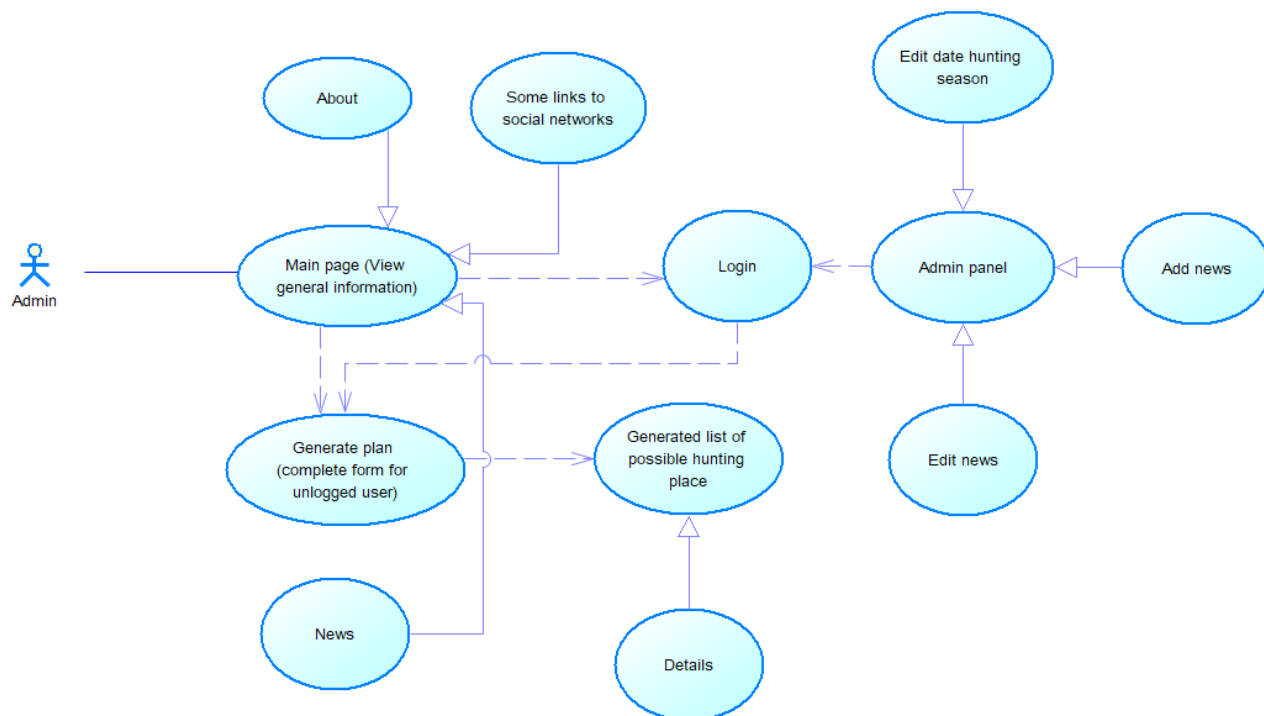 About
Some links to
social networks
Edit date hunting
season
Admin
Main page (View
general information)
Login
Admin panel
Add news
Generate plan
(complete form for
unlogged user)
Generated list of
possible hunting
place
Edit news
News
Details